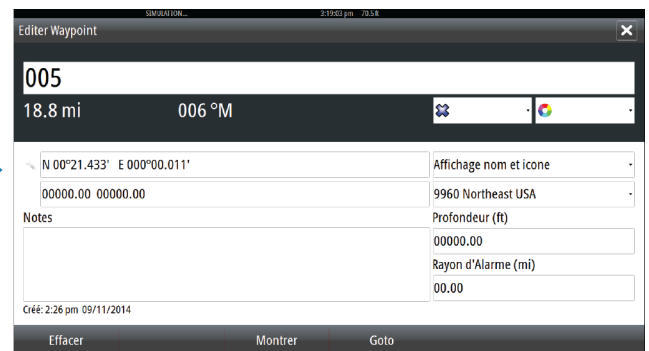 SIMULATION... 3:19:03 pm 70.5 ft
Editer Waypoint
005
18.8 mi 006 °M
N 00°21.433' E 000°00.011' Affichage nom et icone
00000.00 00000.00 9960 Northeast USA
Notes Profondeur (ft)
00000.00
Rayon d'Alarme (mi)
00.00
Créé: 2:26 pm 09/11/2014
Effacer Montrer Goto